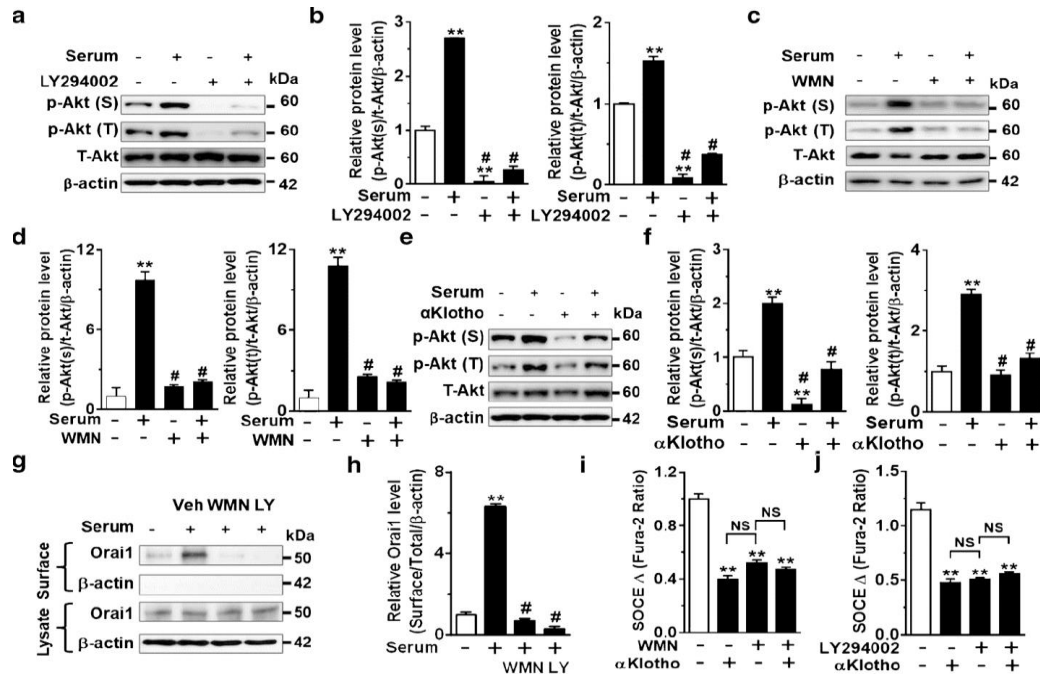 a
Serum - + - +
LY294002 - - + + kDa
p-Akt (S) 60
p-Akt (T) 60
T-Akt 60
β-actin 42
b
Relative protein level
(p-Akt(s)/t-Akt/β-actin)
3
2
1
0
**
#
**
#
Serum - + - +
LY294002 - - + +
Relative protein level
(p-Akt(t)/t-Akt/β-actin)
2
1
0
**
#
**
#
Serum - + - +
LY294002 - - + +
c
Serum - + - +
WMN - - + + kDa
p-Akt (S) 60
p-Akt (T) 60
T-Akt 60
β-actin 42
d
Relative protein level
(p-Akt(s)/t-Akt/β-actin)
12
9
6
3
0
**
# #
Serum - + - +
WMN - - + +
Relative protein level
(p-Akt(t)/t-Akt/β-actin)
12
9
6
3
0
**
# #
Serum - + - +
WMN - - + +
e
Serum - + - +
αKlotho - - + + kDa
p-Akt (S) 60
p-Akt (T) 60
T-Akt 60
β-actin 42
f
Relative protein level
(p-Akt(s)/t-Akt/β-actin)
3
2
1
0
**
#
**
#
Serum - + - +
αKlotho - - + +
Relative protein level
(p-Akt(t)/t-Akt/β-actin)
4
3
2
1
0
**
# #
Serum - + - +
αKlotho - - + +
g
Veh WMN LY
Serum - + + + kDa
Surface
Orai1 50
β-actin 42
Lysate
Orai1 50
β-actin 42
h
Relative Orai1 level
(Surface/Total/β-actin)
6
3
0
**
# #
Serum - + + +
WMN LY
i
SOCE Δ (Fura-2 Ratio)
1.2
0.8
0.4
0.0
NS NS
** ** **
WMN - - + +
αKlotho - + - +
j
SOCE Δ (Fura-2 Ratio)
1.5
1.0
0.5
0.0
NS NS
** ** **
LY294002 - - + +
αKlotho - + - +